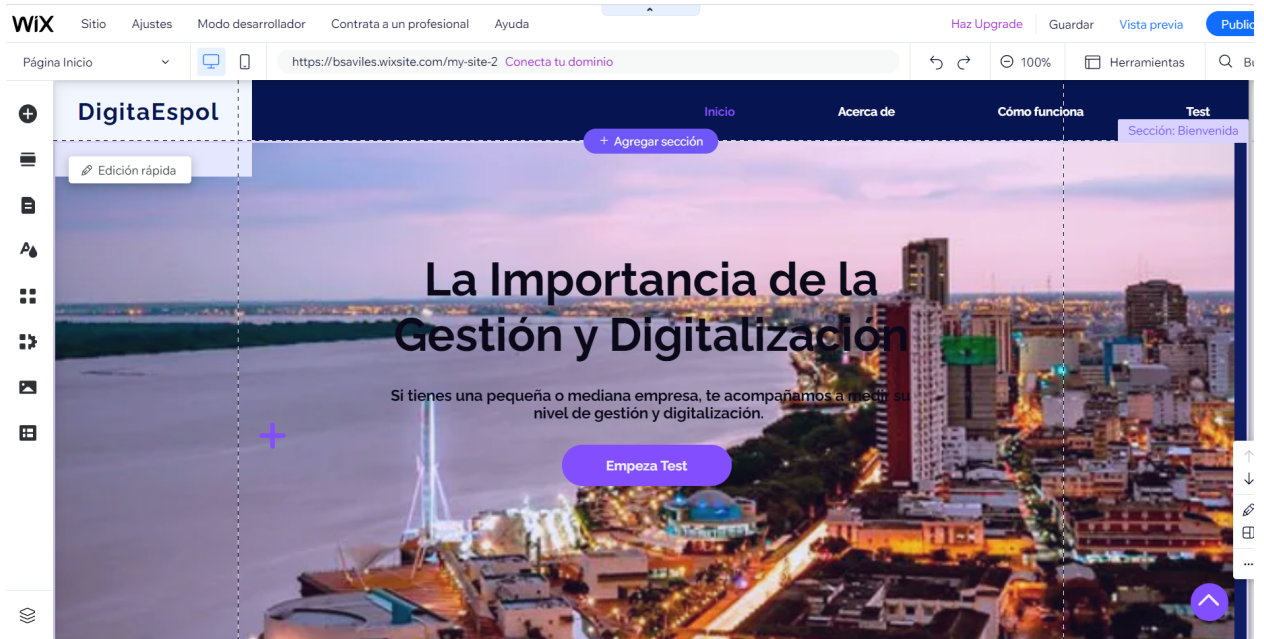 WiX Sitio Ajustes Modo desarrollador Contrata a un profesional Ayuda Haz Upgrade Guardar Vista previa Public
Página Inicio https://bsaviles.wixsite.com/my-site-2 Conecta tu dominio 100% Herramientas Bu
DigitaEspol Inicio Acerca de Cómo funciona Test
Sección: Bienvenida
+ Agregar sección
Edición rápida
La Importancia de la
Gestión y Digitalización
Si tienes una pequeña o mediana empresa, te acompañamos a medir su
nivel de gestión y digitalización.
Empeza Test